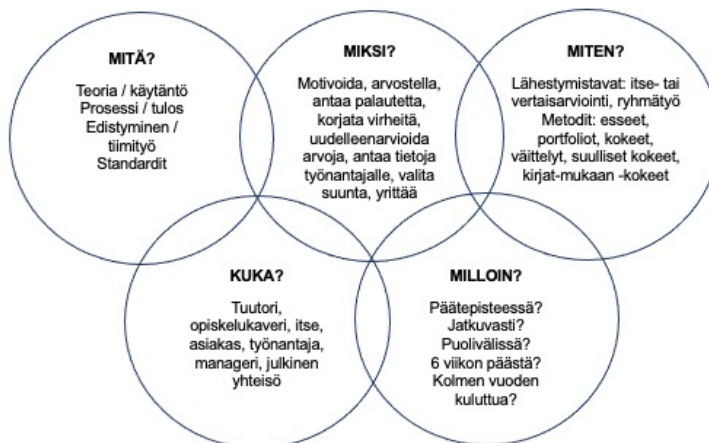 MITÄ?
Teoria / käytäntö
Prosessi / tulos
Edistyminen /
tiimityö
Standardit
MIKSI?
Motivoida, arvostella,
antaa palautetta,
korjata virheitä,
uudelleenarvioida
arvoja, antaa tietoja
työnantajalle, valita
suunta, yrittää
MITEN?
Lähestymistavat: itse- tai
vertaisarviointi, ryhmätyö
Metodit: esseet,
portfoliot, kokeet,
väittelyt, suulliset kokeet,
kirjat-mukaan -kokeet
KUKA?
Tuutori,
opiskelukaveri, itse,
asiakas, työnantaja,
manageri, julkinen
yhteisö
MILLOIN?
Päätepisteessä?
Jatkuvasti?
Puolivälissä?
6 viikon päästä?
Kolmen vuoden
kuluttua?